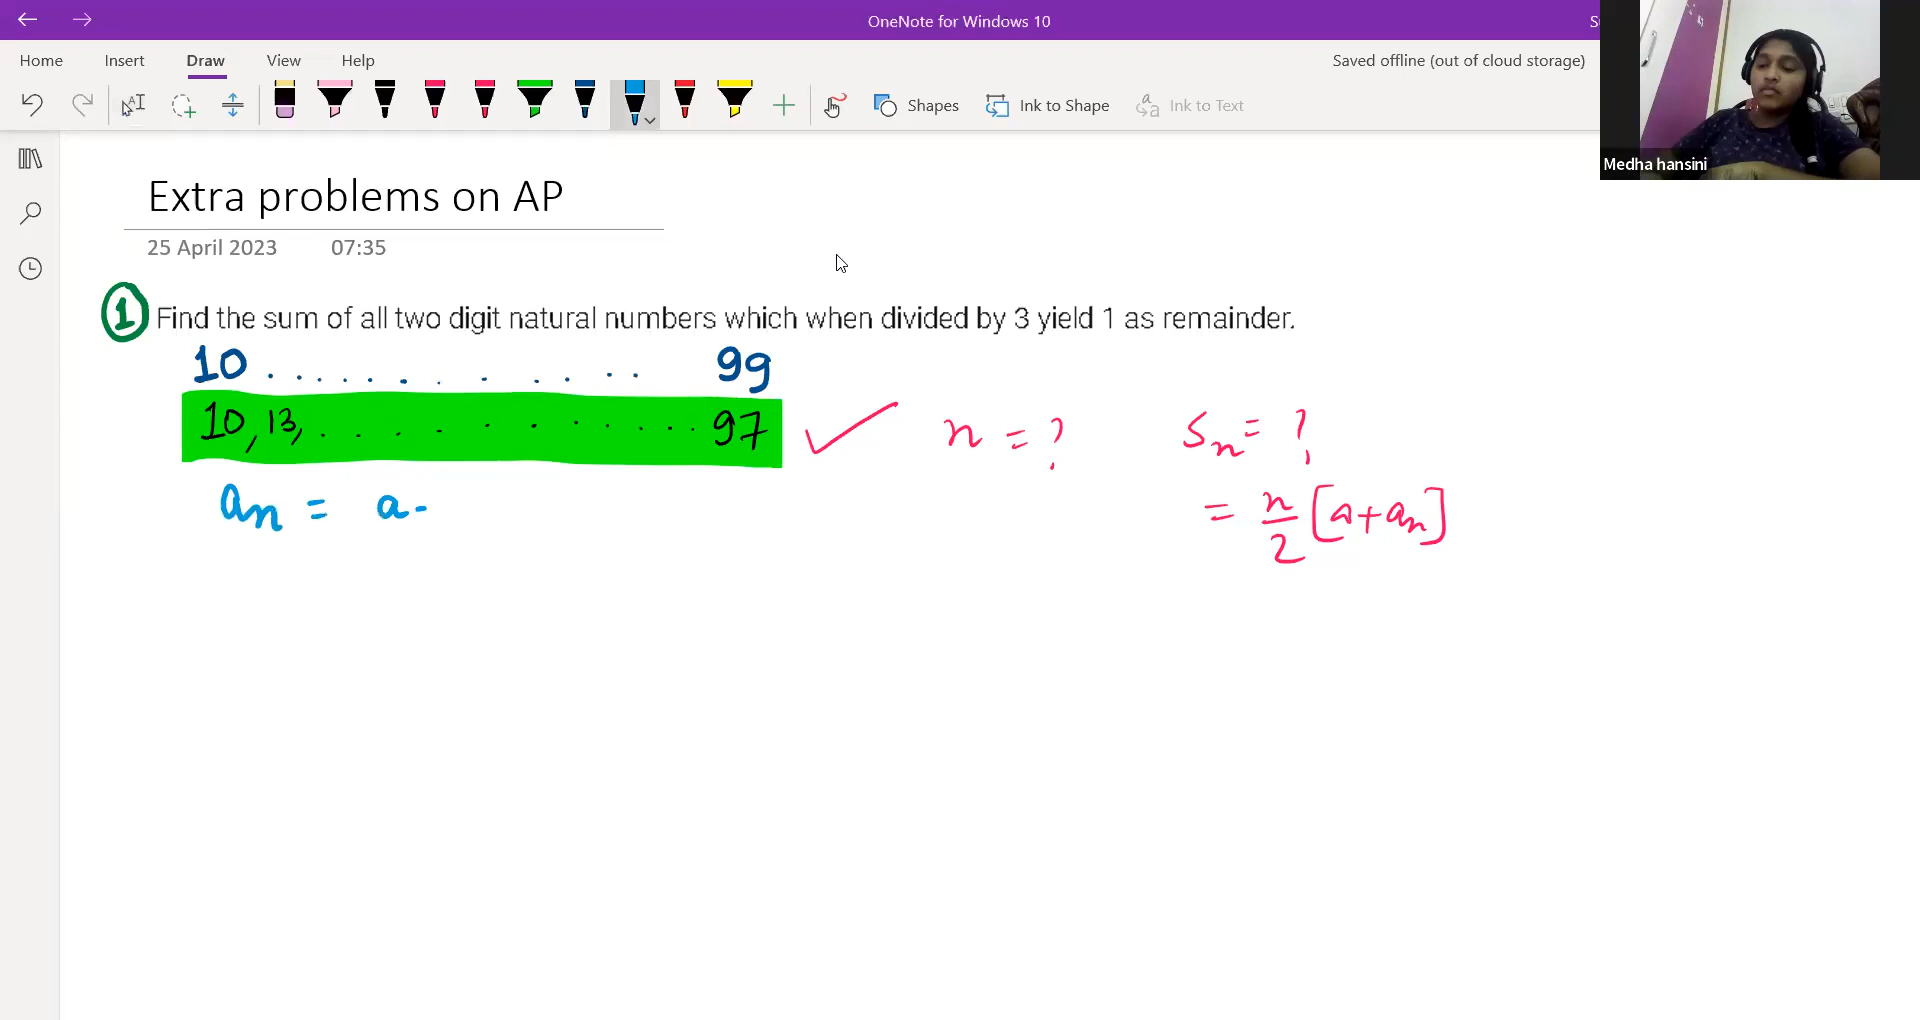 OneNote for Windows 10
Home Insert Draw View Help
Saved offline (out of cloud storage)
Shapes Ink to Shape Ink to Text
Medha hansini
Extra problems on AP
25 April 2023 07:35
1 Find the sum of all two digit natural numbers which when divided by 3 yield 1 as remainder.
10 . . . . . . . . . . . . 99
10, 13, . . . . . . . . . . . 97 ✓ n = ? Sn = ?
an = a -
= n/2 [a + an]